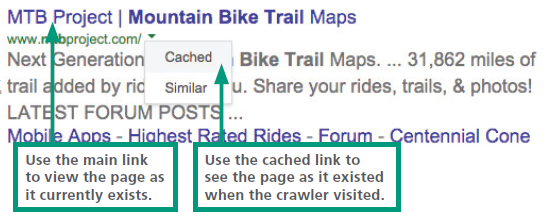 MTB Project | Mountain Bike Trail Maps
www.mtbproject.com/
Next Generation Bike Trail Maps. ... 31,862 miles of
Cached
trail added by rid u. Share your rides, trails, & photos!
Similar
LATEST FORUM POSTS ...
Mobile Apps - Highest Rated Rides - Forum - Centennial Cone
Use the main link
to view the page as
it currently exists.
Use the cached link to
see the page as it existed
when the crawler visited.